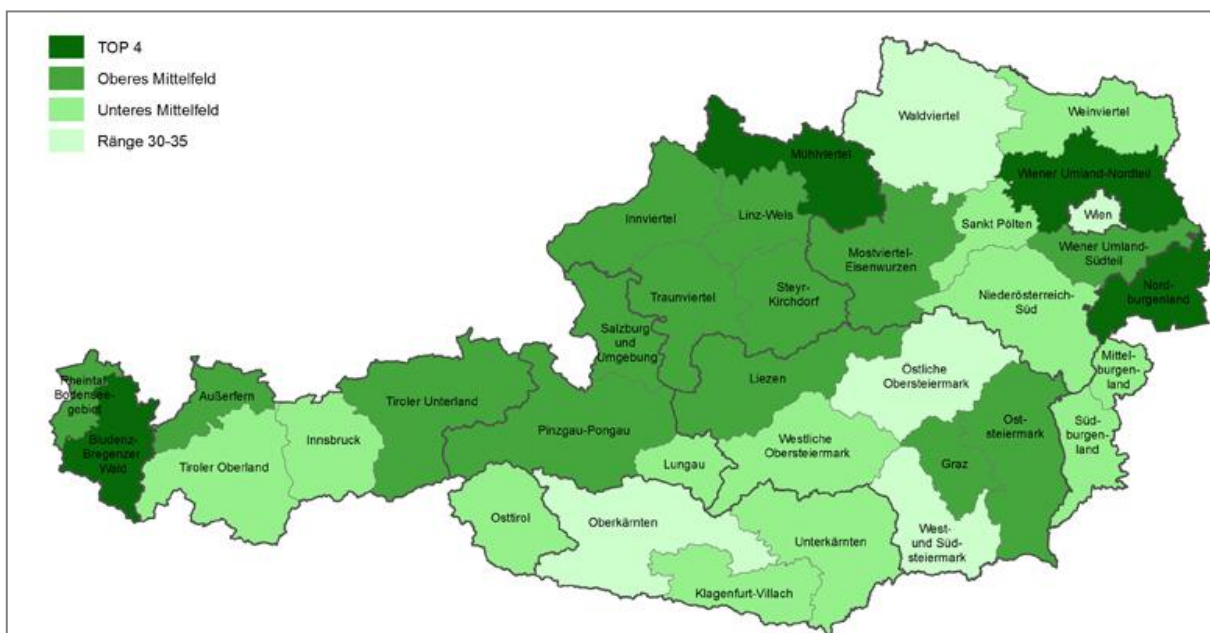 TOP 4
Oberes Mittelfeld
Unteres Mittelfeld
Ränge 30-35
Waldviertel
Weinviertel
Mühlviertel
Wiener Umland-Nordteil
Wien
Innviertel
Linz-Wels
Sankt Pölten
Mostviertel-
Eisenwurzen
Wiener Umland-
Südteil
Nord-
burgenland
Traunviertel
Steyr-
Kirchdorf
Niederösterreich-
Süd
Salzburg
und
Umgebung
Mittel-
burgen-
land
Rheintal-
Bodensee-
gebiet
Außerfern
Tiroler Unterland
Liezen
Östliche
Obersteiermark
Bludenz-
Bregenzer
Wald
Tiroler Oberland
Innsbruck
Pinzgau-Pongau
Lungau
Westliche
Obersteiermark
Graz
Ost-
steiermark
Süd-
burgen-
land
Osttirol
Oberkärnten
Unterkärnten
West-
und Süd-
steiermark
Klagenfurt-Villach